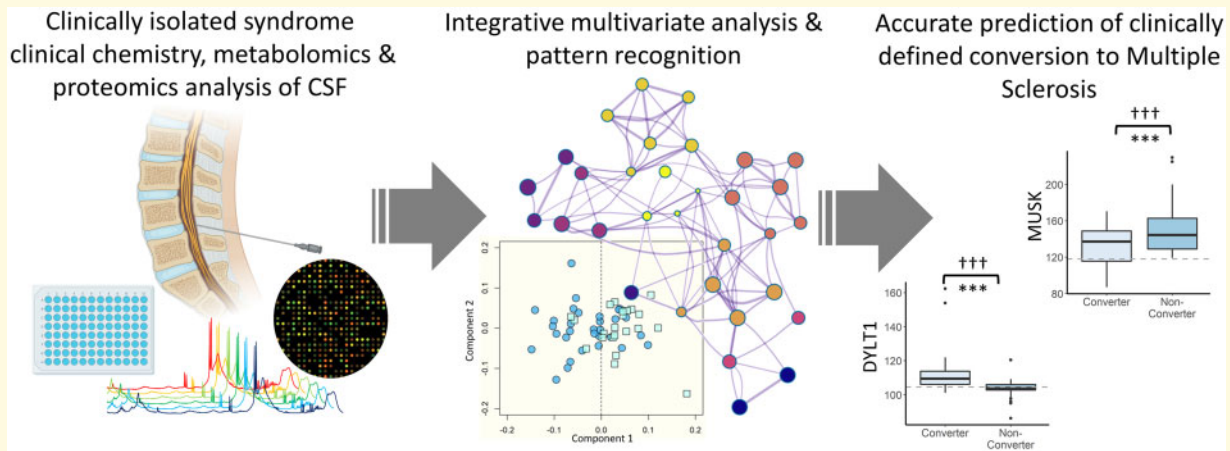 Clinically isolated syndrome
clinical chemistry, metabolomics &
proteomics analysis of CSF
Integrative multivariate analysis &
pattern recognition
Component 2
0.2
0.1
0.0
-0.1
-0.2
-0.2
-0.1
0.0
0.1
0.2
Component 1
Accurate prediction of clinically
defined conversion to Multiple
Sclerosis
†††
***
MUSK
200
160
120
80
Converter
Non-
Converter
†††
***
DYLT1
160
140
120
100
Converter
Non-
Converter